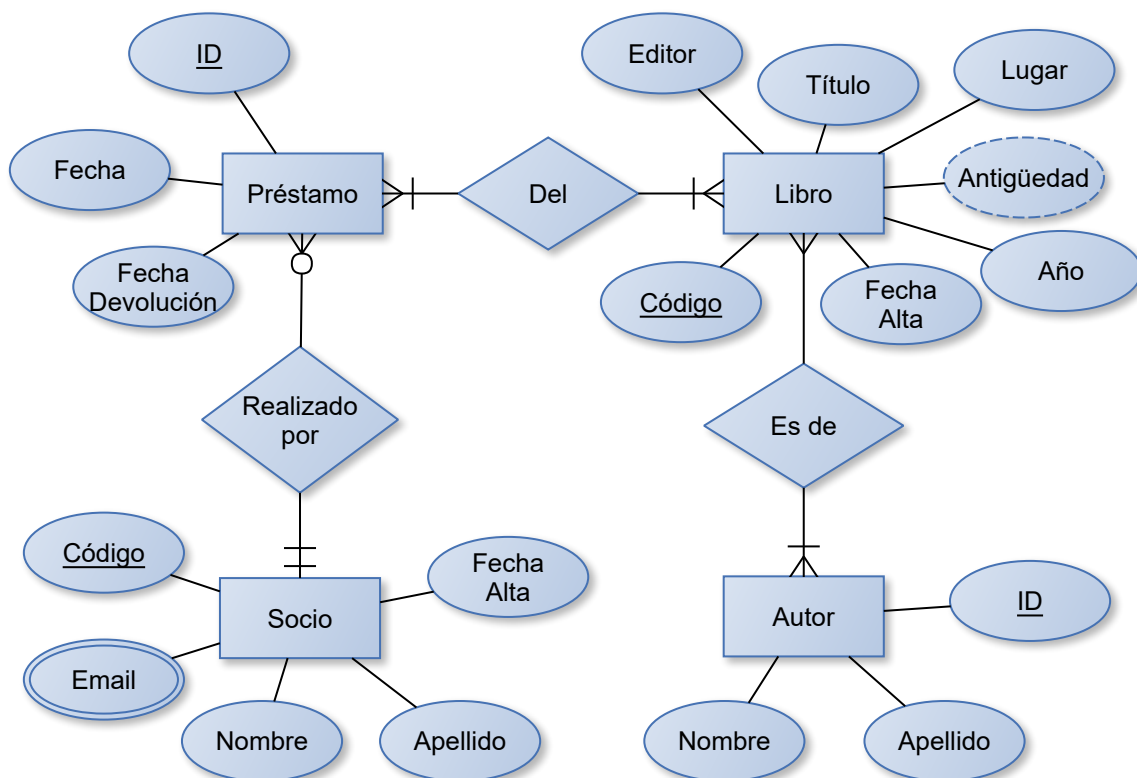 ID
Editor
Título
Lugar
Fecha
Préstamo
Del
Libro
Antigüedad
Fecha
Devolución
Código
Fecha
Alta
Año
Realizado
por
Es de
Código
Fecha
Alta
Socio
Autor
ID
Email
Nombre
Apellido
Nombre
Apellido